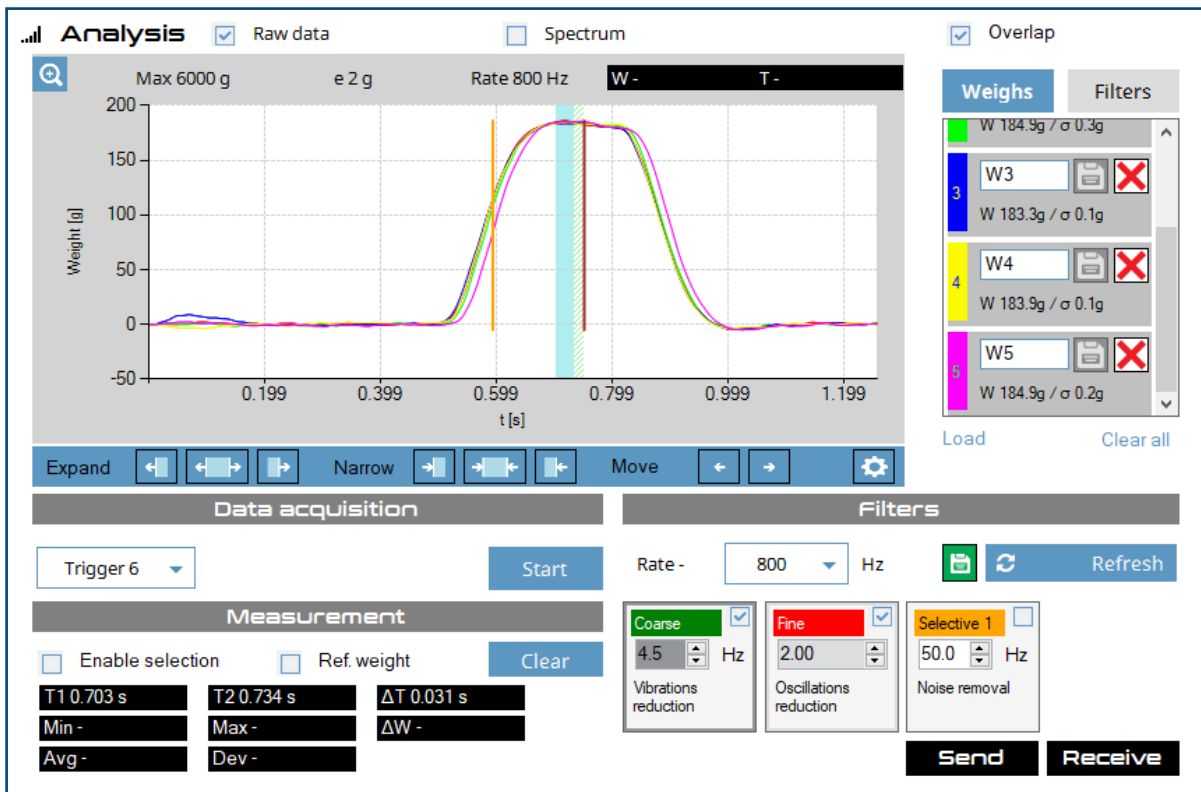 Analysis Raw data Spectrum Overlap
Max 6000 g e 2 g Rate 800 Hz W - T -
Weighs Filters
200
150
100
50
0
-50
Weight [g]
0.199 0.399 0.599 0.799 0.999 1.199
t [s]
W 184.9g / σ 0.3g
3 W3
W 183.3g / σ 0.1g
4 W4
W 183.9g / σ 0.1g
5 W5
W 184.9g / σ 0.2g
Load Clear all
Expand Narrow Move
Data acquisition
Trigger 6 Start
Measurement
Enable selection Ref. weight Clear
T1 0.703 s T2 0.734 s ΔT 0.031 s
Min - Max - ΔW -
Avg - Dev -
Filters
Rate - 800 Hz Refresh
Coarse
4.5 Hz
Vibrations
reduction
Fine
2.00
Oscillations
reduction
Selective 1
50.0 Hz
Noise removal
Send Receive